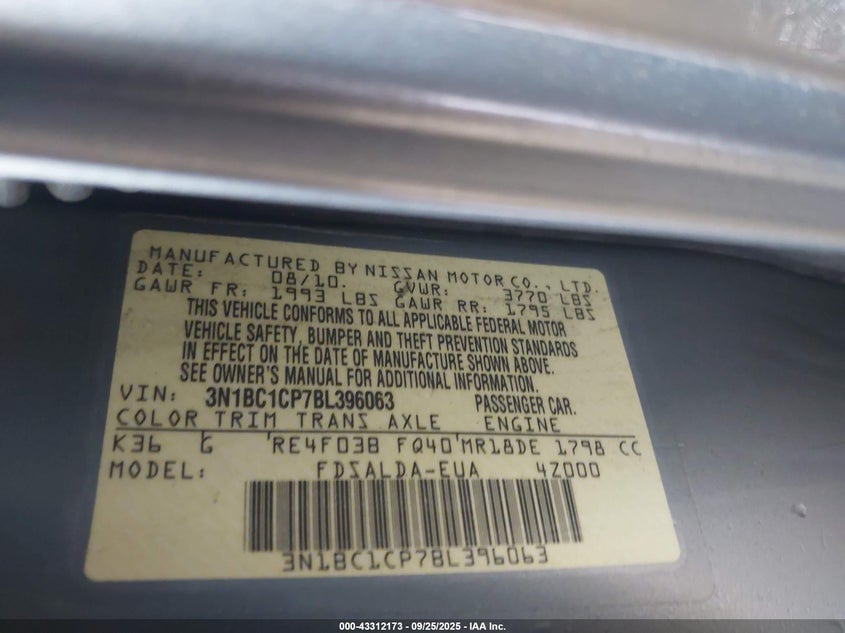 MANUFACTURED BY NISSAN MOTOR CO., LTD.
DATE: 08/10. GVWR: 3770 LBS
GAWR FR: 1993 LBS GAWR RR: 1795 LBS
THIS VEHICLE CONFORMS TO ALL APPLICABLE FEDERAL MOTOR
VEHICLE SAFETY, BUMPER AND THEFT PREVENTION STANDARDS
IN EFFECT ON THE DATE OF MANUFACTURE SHOWN ABOVE.
SEE OWNER'S MANUAL FOR ADDITIONAL INFORMATION.
VIN: 3N1BC1CP7BL396063 PASSENGER CAR.
COLOR TRIM TRANS AXLE ENGINE
K36 G RE4F03B FQ40 MR18DE 1798 CC
MODEL: FDSALDA-EUA 4Z000
3N1BC1CP7BL396063
000-43312173 - 09/25/2025 - IAA Inc.